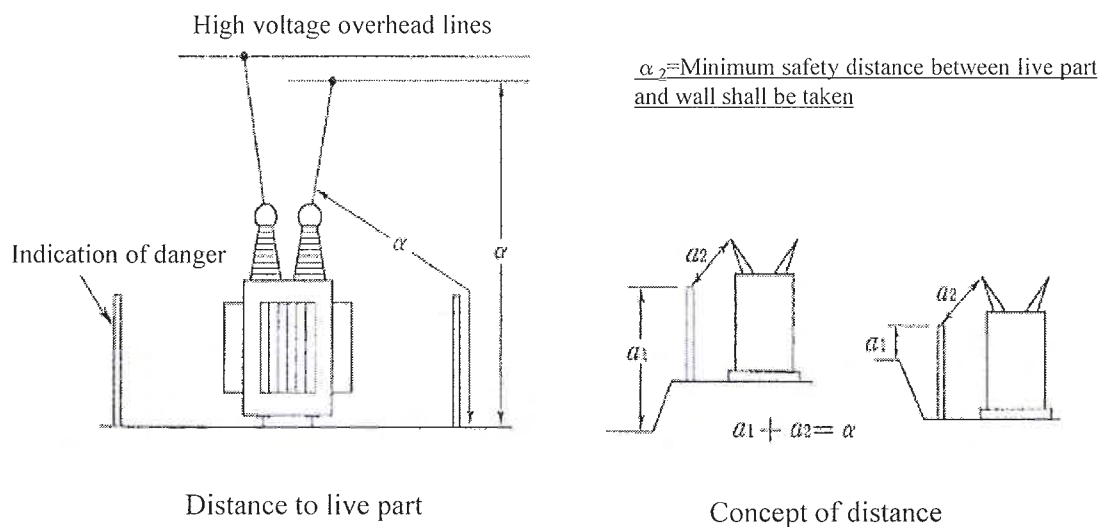 High voltage overhead lines
α₂=Minimum safety distance between live part
and wall shall be taken
Indication of danger
α
α
a₂
a₁
a₂
a₁
a₁ + a₂= α
Distance to live part
Concept of distance